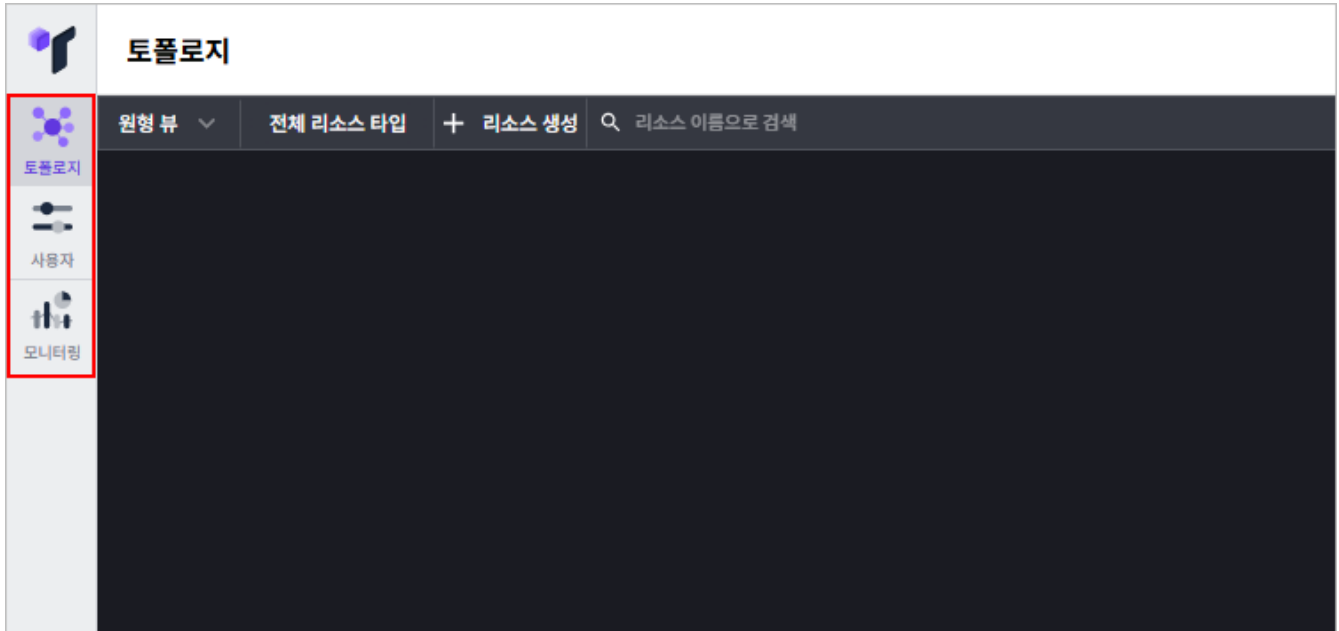 토폴로지
원형 뷰 전체 리소스 타입 + 리소스 생성 리소스 이름으로 검색
토폴로지
사용자
모니터링